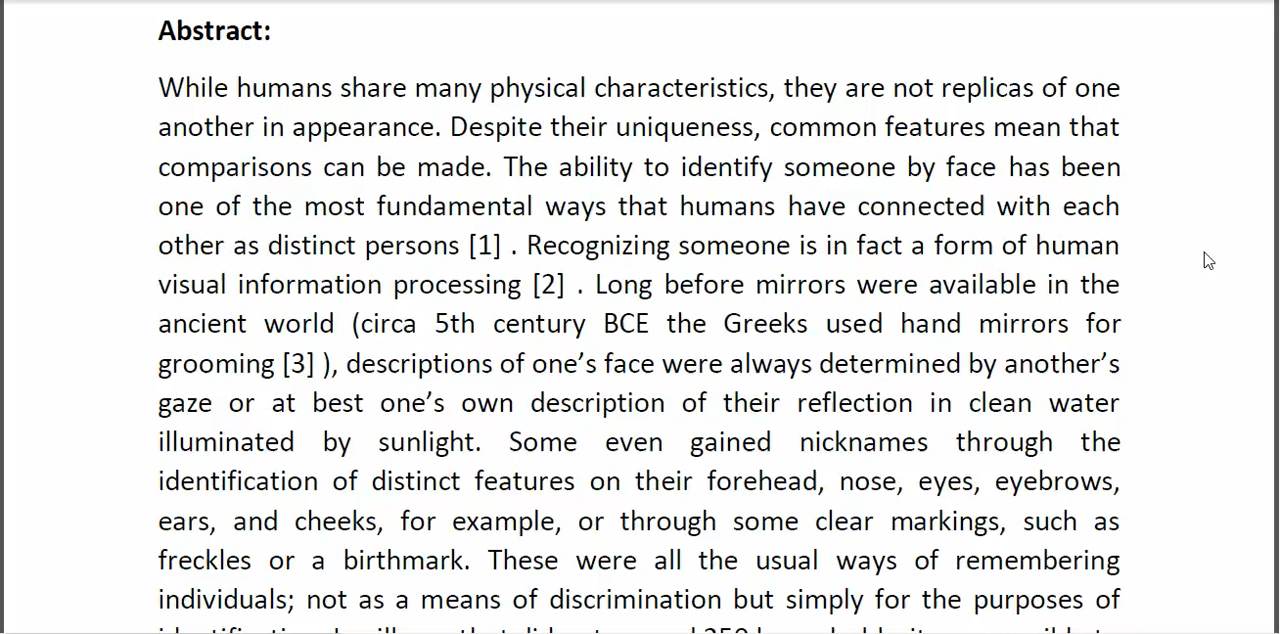 Abstract:
While humans share many physical characteristics, they are not replicas of one
another in appearance. Despite their uniqueness, common features mean that
comparisons can be made. The ability to identify someone by face has been
one of the most fundamental ways that humans have connected with each
other as distinct persons [1] . Recognizing someone is in fact a form of human
visual information processing [2] . Long before mirrors were available in the
ancient world (circa 5th century BCE the Greeks used hand mirrors for
grooming [3] ), descriptions of one’s face were always determined by another’s
gaze or at best one’s own description of their reflection in clean water
illuminated by sunlight. Some even gained nicknames through the
identification of distinct features on their forehead, nose, eyes, eyebrows,
ears, and cheeks, for example, or through some clear markings, such as
freckles or a birthmark. These were all the usual ways of remembering
individuals; not as a means of discrimination but simply for the purposes of